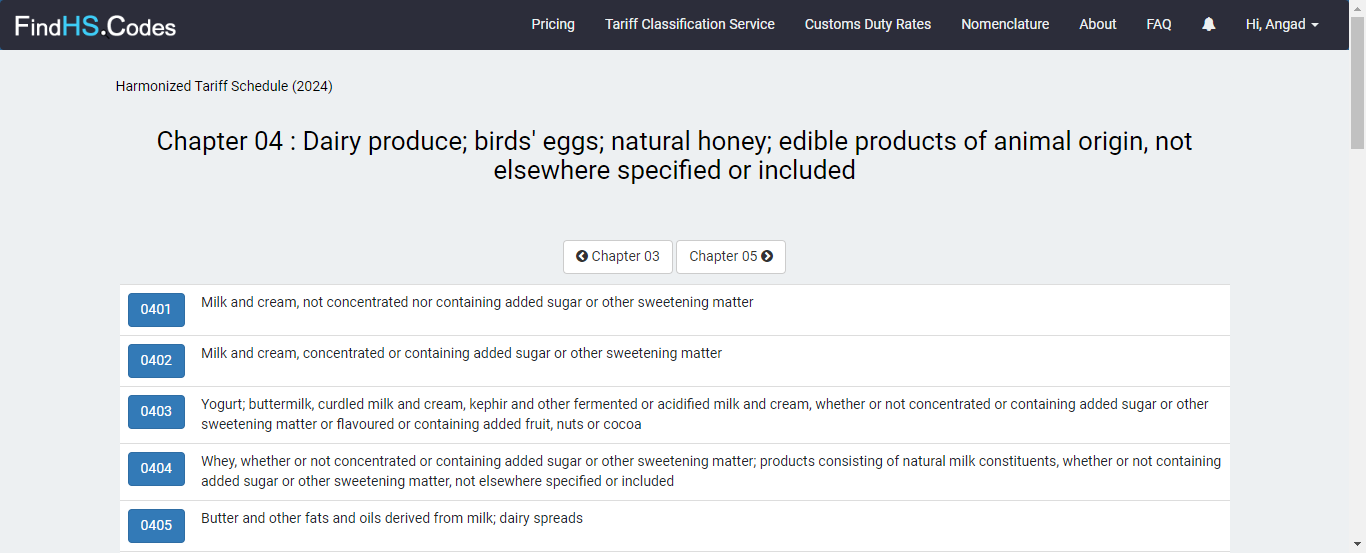 FindHS.Codes
Pricing Tariff Classification Service Customs Duty Rates Nomenclature About FAQ Hi, Angad
Harmonized Tariff Schedule (2024)
Chapter 04 : Dairy produce; birds' eggs; natural honey; edible products of animal origin, not
elsewhere specified or included
Chapter 03 Chapter 05
0401 Milk and cream, not concentrated nor containing added sugar or other sweetening matter
0402 Milk and cream, concentrated or containing added sugar or other sweetening matter
0403 Yogurt; buttermilk, curdled milk and cream, kephir and other fermented or acidified milk and cream, whether or not concentrated or containing added sugar or other
sweetening matter or flavoured or containing added fruit, nuts or cocoa
0404 Whey, whether or not concentrated or containing added sugar or other sweetening matter; products consisting of natural milk constituents, whether or not containing
added sugar or other sweetening matter, not elsewhere specified or included
0405 Butter and other fats and oils derived from milk; dairy spreads